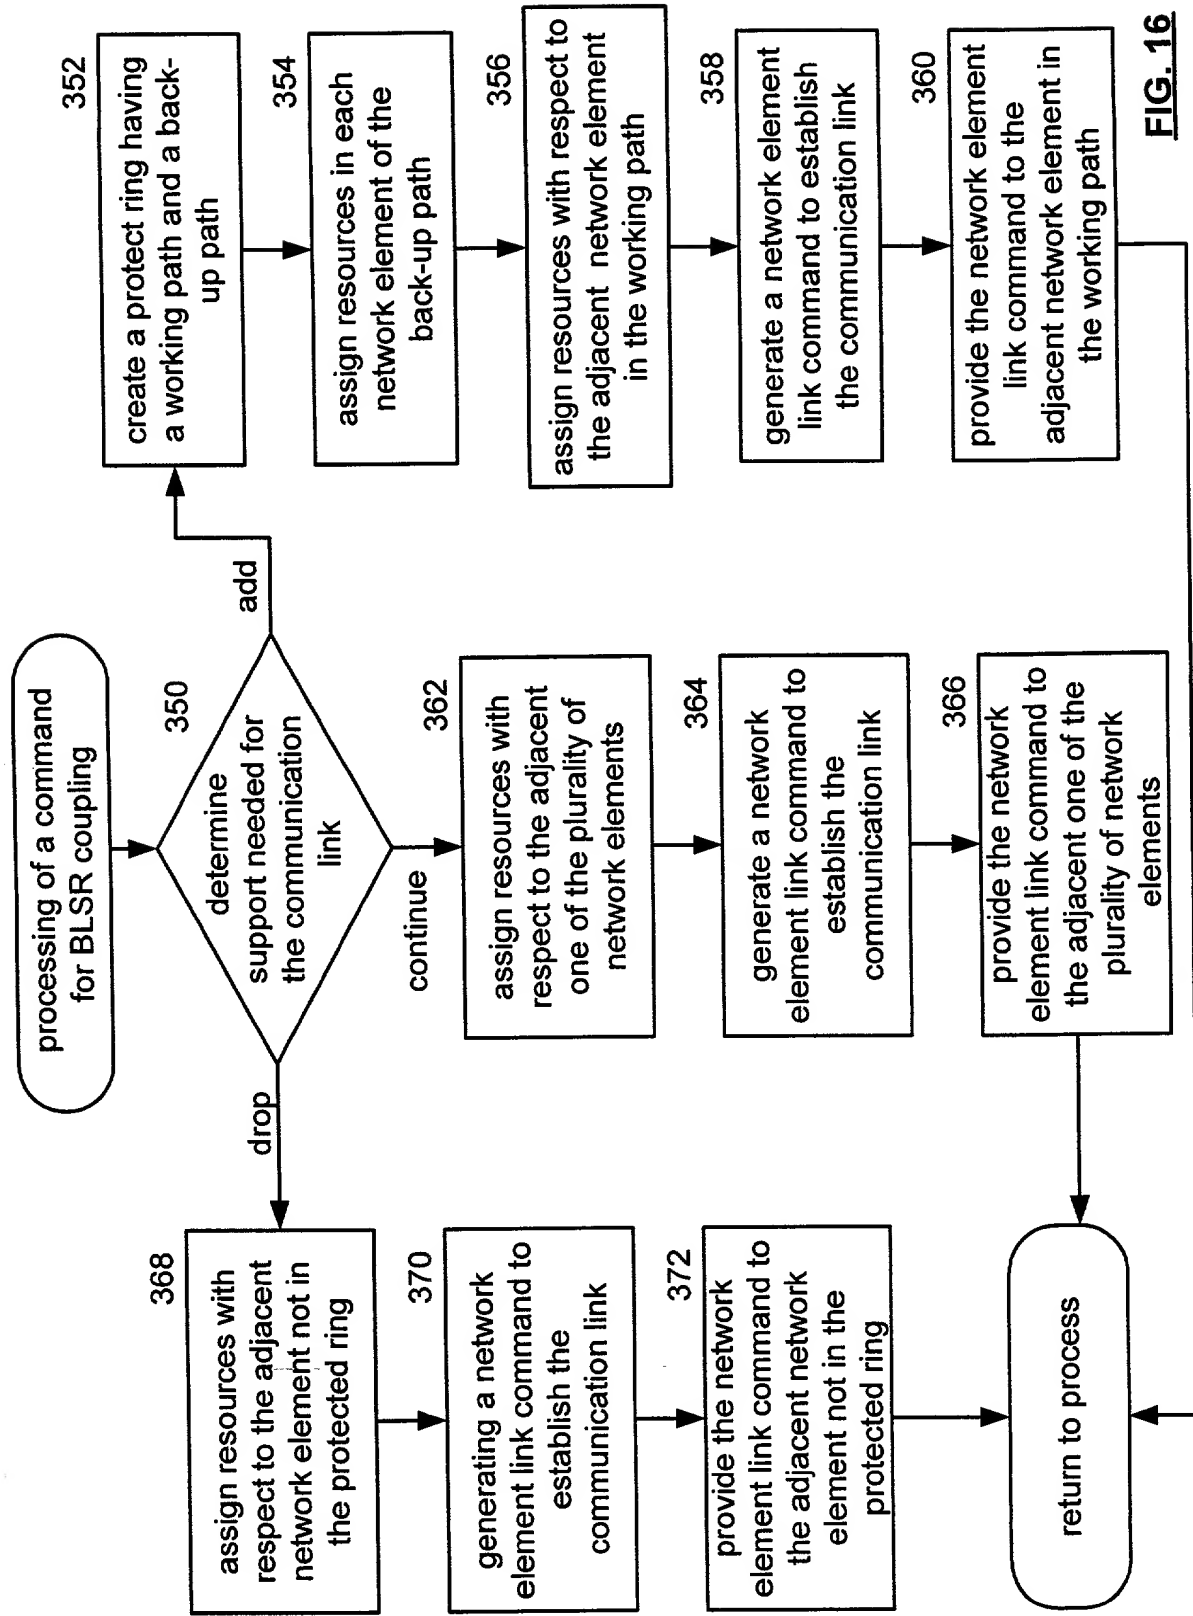 processing of a command
for BLSR coupling
350
determine
support needed for
the communication
link
add
continue
drop
352
create a protect ring having
a working path and a back-
up path
354
assign resources in each
network element of the
back-up path
356
assign resources with respect to
the adjacent network element
in the working path
358
generate a network element
link command to establish
the communication link
360
provide the network element
link command to the
adjacent network element in
the working path
362
assign resources with
respect to the adjacent
one of the plurality of
network elements
364
generate a network
element link command to
establish the
communication link
366
provide the network
element link command to
the adjacent one of the
plurality of network
elements
368
assign resources with
respect to the adjacent
network element not in
the protected ring
370
generating a network
element link command to
establish the
communication link
372
provide the network
element link command to
the adjacent network
element not in the
protected ring
return to process
FIG. 16